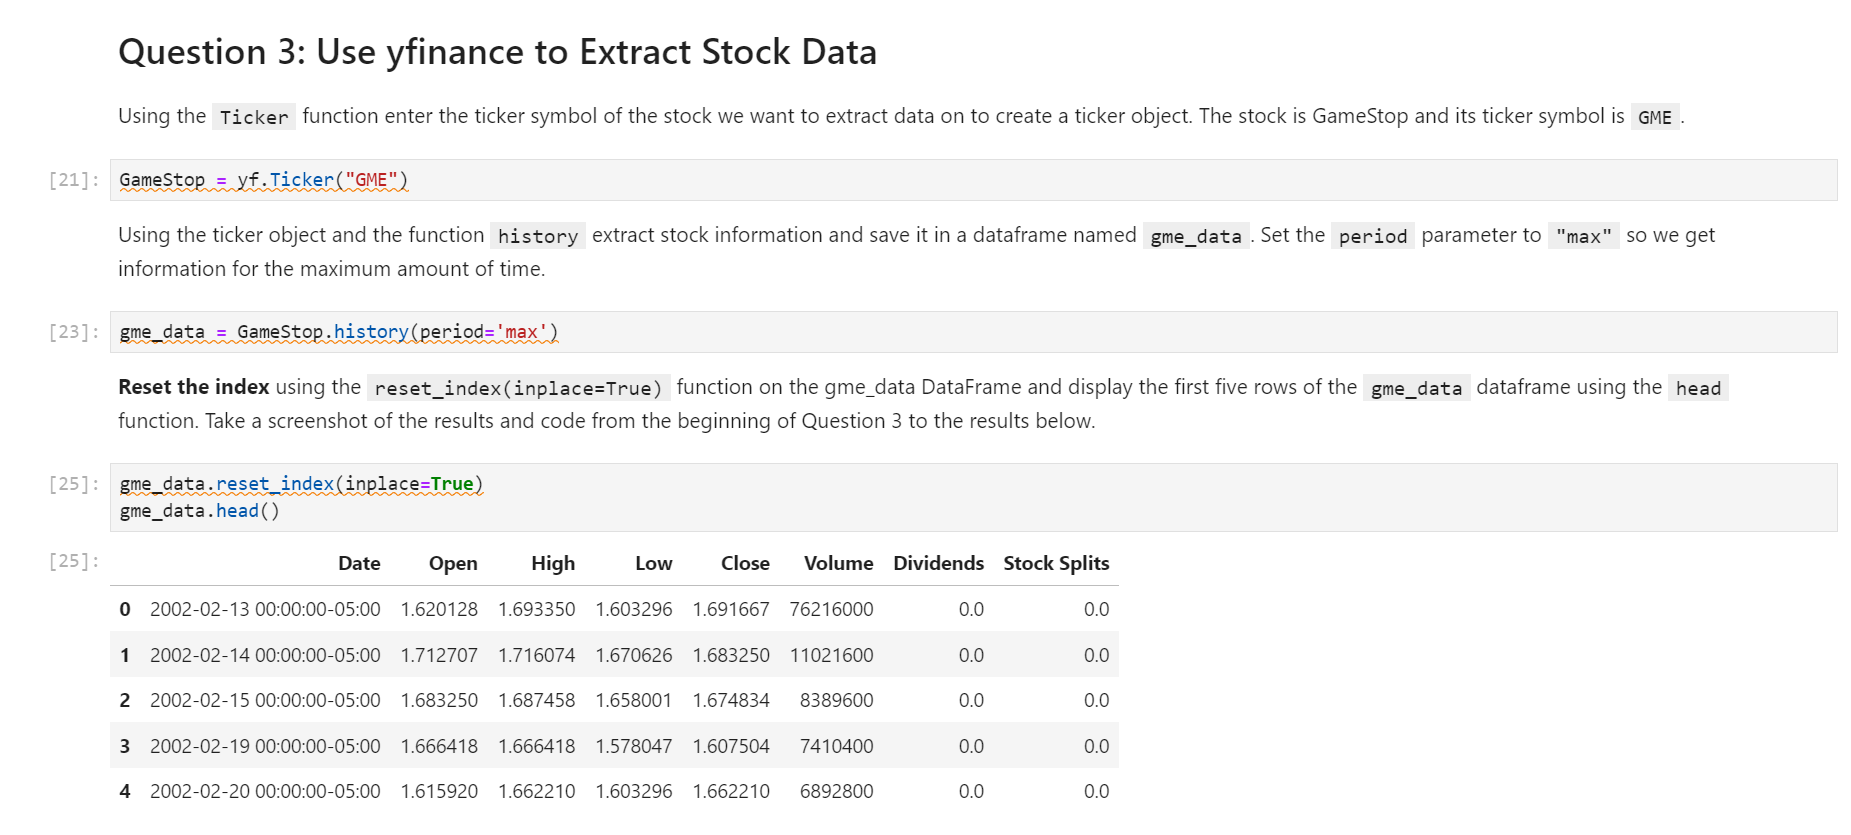 Question 3: Use yfinance to Extract Stock Data
Using the Ticker function enter the ticker symbol of the stock we want to extract data on to create a ticker object. The stock is GameStop and its ticker symbol is GME .
[21]: GameStop = yf.Ticker("GME")
Using the ticker object and the function history extract stock information and save it in a dataframe named gme_data . Set the period parameter to "max" so we get
information for the maximum amount of time.
[23]: gme_data = GameStop.history(period='max')
Reset the index using the reset_index(inplace=True) function on the gme_data DataFrame and display the first five rows of the gme_data dataframe using the head
function. Take a screenshot of the results and code from the beginning of Question 3 to the results below.
[25]: gme_data.reset_index(inplace=True)
gme_data.head()
[25]: Date Open High Low Close Volume Dividends Stock Splits
0 2002-02-13 00:00:00-05:00 1.620128 1.693350 1.603296 1.691667 76216000 0.0 0.0
1 2002-02-14 00:00:00-05:00 1.712707 1.716074 1.670626 1.683250 11021600 0.0 0.0
2 2002-02-15 00:00:00-05:00 1.683250 1.687458 1.658001 1.674834 8389600 0.0 0.0
3 2002-02-19 00:00:00-05:00 1.666418 1.666418 1.578047 1.607504 7410400 0.0 0.0
4 2002-02-20 00:00:00-05:00 1.615920 1.662210 1.603296 1.662210 6892800 0.0 0.0